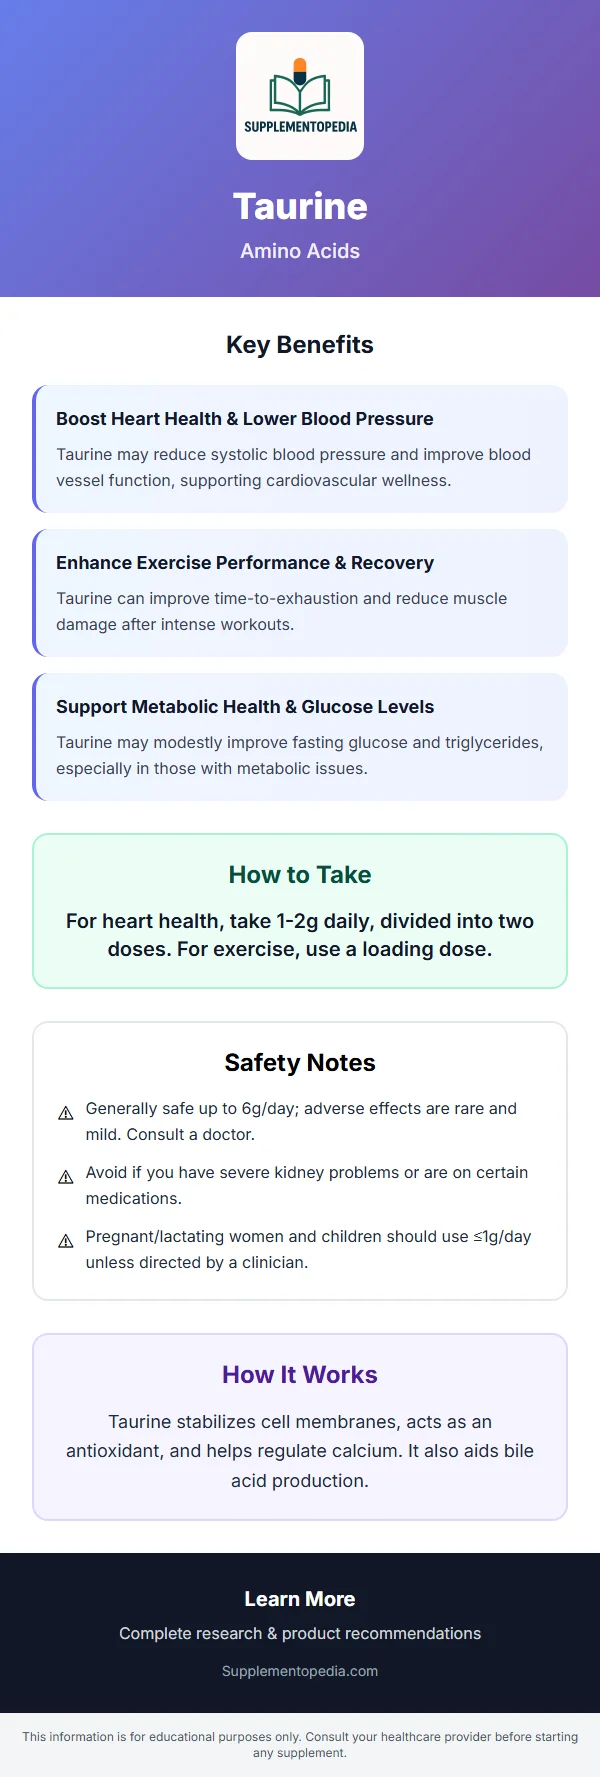 SUPPLEMENTOPEDIA
Taurine
Amino Acids
Key Benefits
Boost Heart Health & Lower Blood Pressure
Taurine may reduce systolic blood pressure and improve blood
vessel function, supporting cardiovascular wellness.
Enhance Exercise Performance & Recovery
Taurine can improve time-to-exhaustion and reduce muscle
damage after intense workouts.
Support Metabolic Health & Glucose Levels
Taurine may modestly improve fasting glucose and triglycerides,
especially in those with metabolic issues.
How to Take
For heart health, take 1-2g daily, divided into two
doses. For exercise, use a loading dose.
Safety Notes
⚠ Generally safe up to 6g/day; adverse effects are rare and
mild. Consult a doctor.
⚠ Avoid if you have severe kidney problems or are on certain
medications.
⚠ Pregnant/lactating women and children should use ≤1g/day
unless directed by a clinician.
How It Works
Taurine stabilizes cell membranes, acts as an
antioxidant, and helps regulate calcium. It also aids bile
acid production.
Learn More
Complete research & product recommendations
Supplementopedia.com
This information is for educational purposes only. Consult your healthcare provider before starting
any supplement.